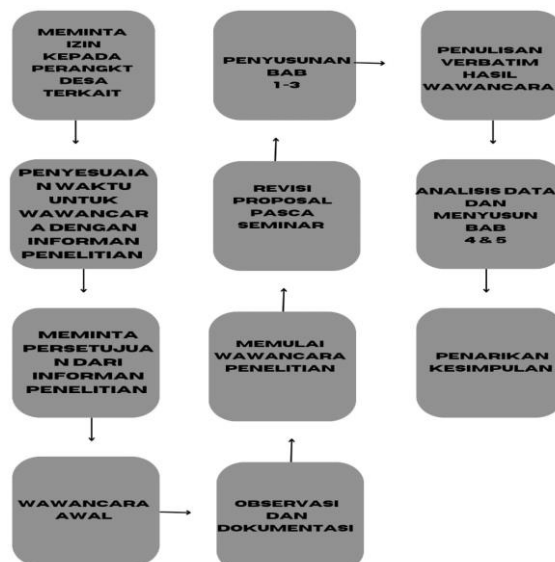 MEMINTA
IZIN
KEPADA
PERANGKT
DESA
TERKAIT
PENYESUAIA
N WAKTU
UNTUK
WAWANCAR
A DENGAN
INFORMAN
PENELITIAN
MEMINTA
PERSETUJUA
N DARI
INFORMAN
PENELITIAN
WAWANCARA
AWAL
OBSERVASI
DAN
DOKUMENTASI
MEMULAI
WAWANCARA
PENELITIAN
REVISI
PROPOSAL
PASCA
SEMINAR
PENYUSUNAN
BAB
1-3
PENULISAN
VERBATIM
HASIL
WAWANCARA
ANALISIS DATA
DAN
MENYUSUN
BAB
4 & 5
PENARIKAN
KESIMPULAN